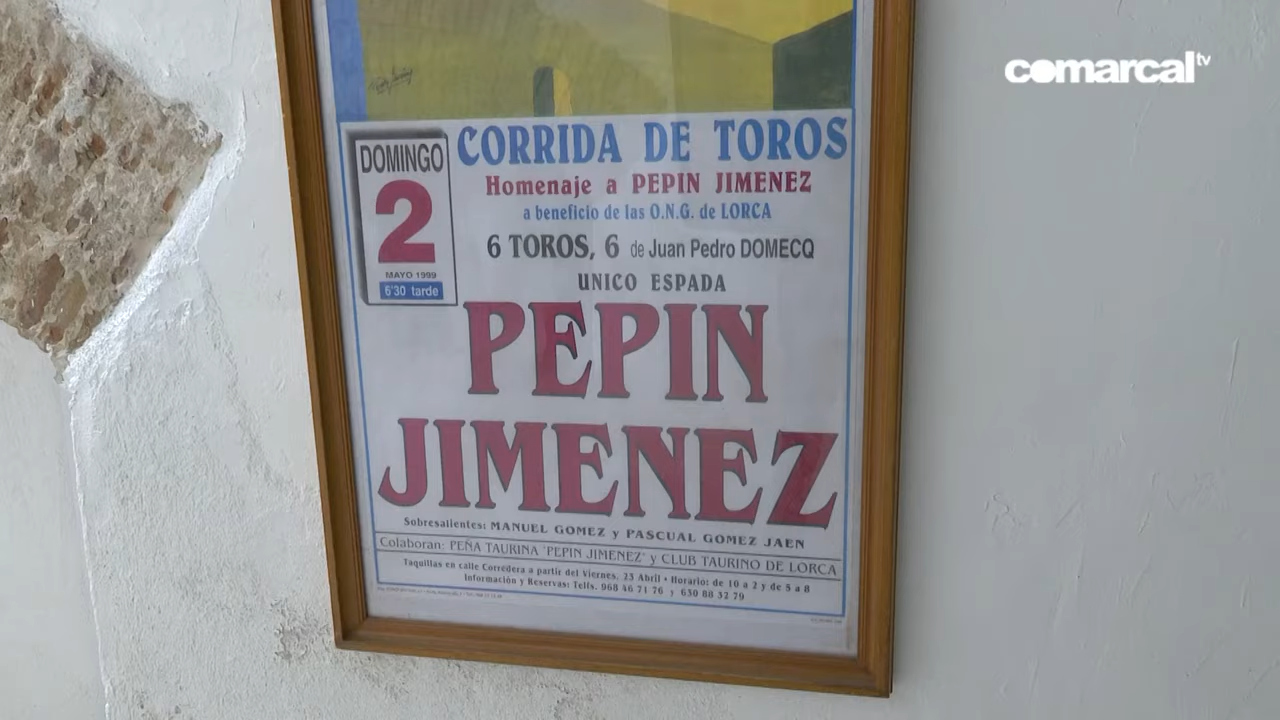 comarcal tv
CORRIDA DE TOROS
DOMINGO
2
MAYO 1999
6'30 tarde
Homenaje a PEPIN JIMENEZ
a beneficio de las O.N.G. de LORCA
6 TOROS, 6 de Juan Pedro DOMECQ
UNICO ESPADA
PEPIN
JIMENEZ
Sobresalientes: MANUEL GOMEZ y PASCUAL GOMEZ JAEN
Colaboran: PEÑA TAURINA "PEPIN JIMENEZ" y CLUB TAURINO DE LORCA
Taquillas en calle Corredera a partir del Viernes, 23 Abril • Horario: de 10 a 2 y de 5 a 8
Información y Reservas: Telfs. 968 46 71 76 y 630 88 32 79